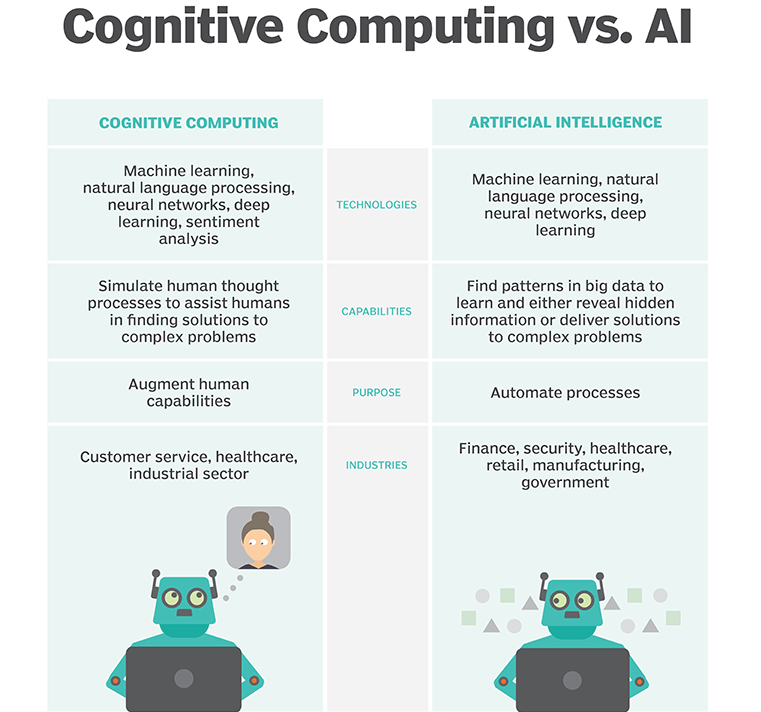 Cognitive Computing vs. AI
COGNITIVE COMPUTING
ARTIFICIAL INTELLIGENCE
Machine learning,
natural language processing,
neural networks, deep
learning, sentiment
analysis
TECHNOLOGIES
Machine learning, natural
language processing,
neural networks, deep
learning
Simulate human thought
processes to assist humans
in finding solutions to
complex problems
CAPABILITIES
Find patterns in big data to
learn and either reveal hidden
information or deliver solutions
to complex problems
Augment human
capabilities
PURPOSE
Automate processes
Customer service, healthcare,
industrial sector
INDUSTRIES
Finance, security, healthcare,
retail, manufacturing,
government